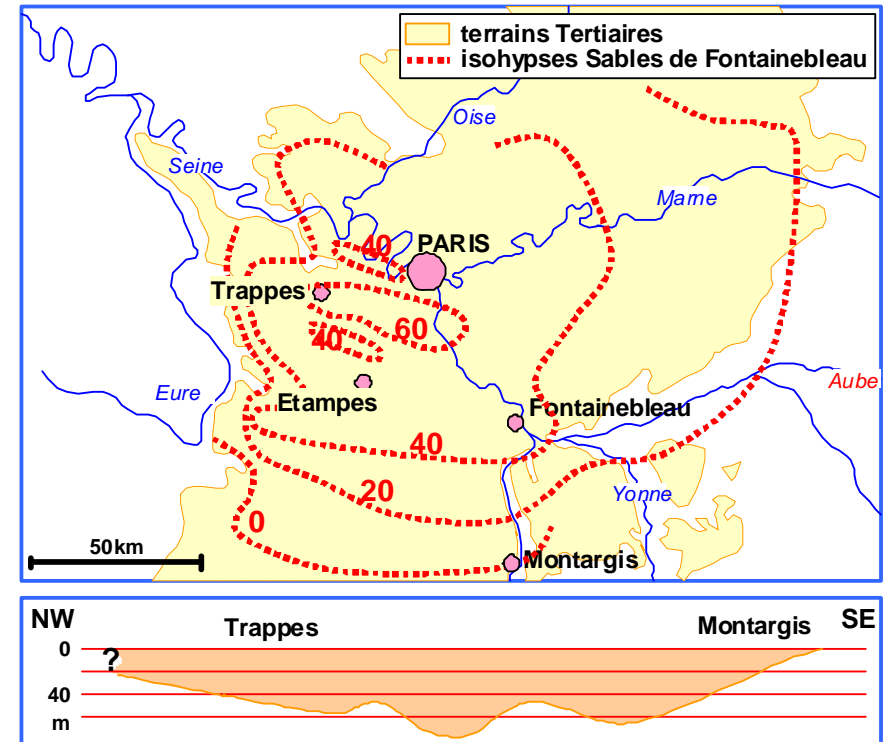 terrains Tertiaires
isohypses Sables de Fontainebleau
Oise
Seine
Marne
40
PARIS
Trappes
60
40
Eure
Etampes
Aube
Fontainebleau
40
20
Yonne
0
50km
Montargis
NW
Trappes
Montargis
SE
0
?
40
m